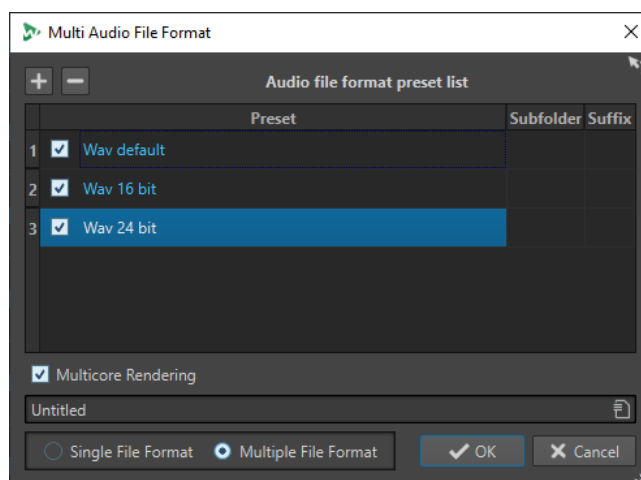 Multi Audio File Format
Audio file format preset list
Preset Subfolder Suffix
1 Wav default
2 Wav 16 bit
3 Wav 24 bit
Multicore Rendering
Untitled
Single File Format Multiple File Format OK Cancel